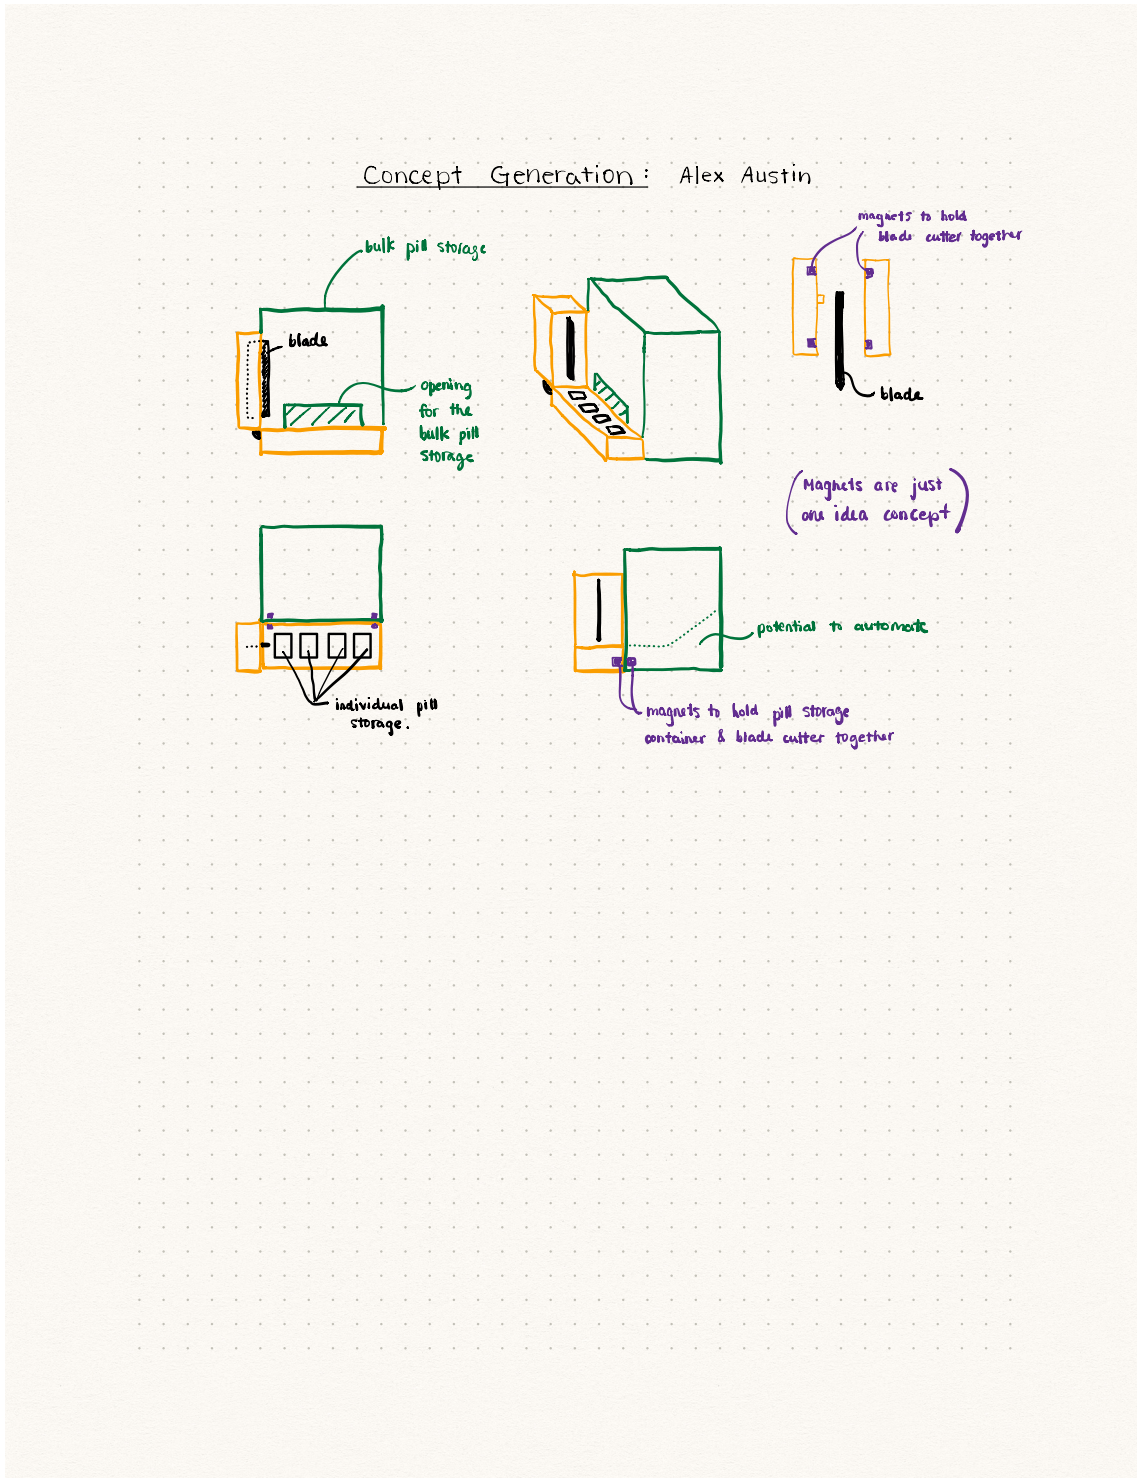 Concept Generation: Alex Austin
magnets to hold
blade cutter together
bulk pill storage
blade
opening
for the
bulk pill
storage
blade
(Magnets are just
one idea concept)
potential to automate
individual pill
storage.
magnets to hold pill storage
container & blade cutter together